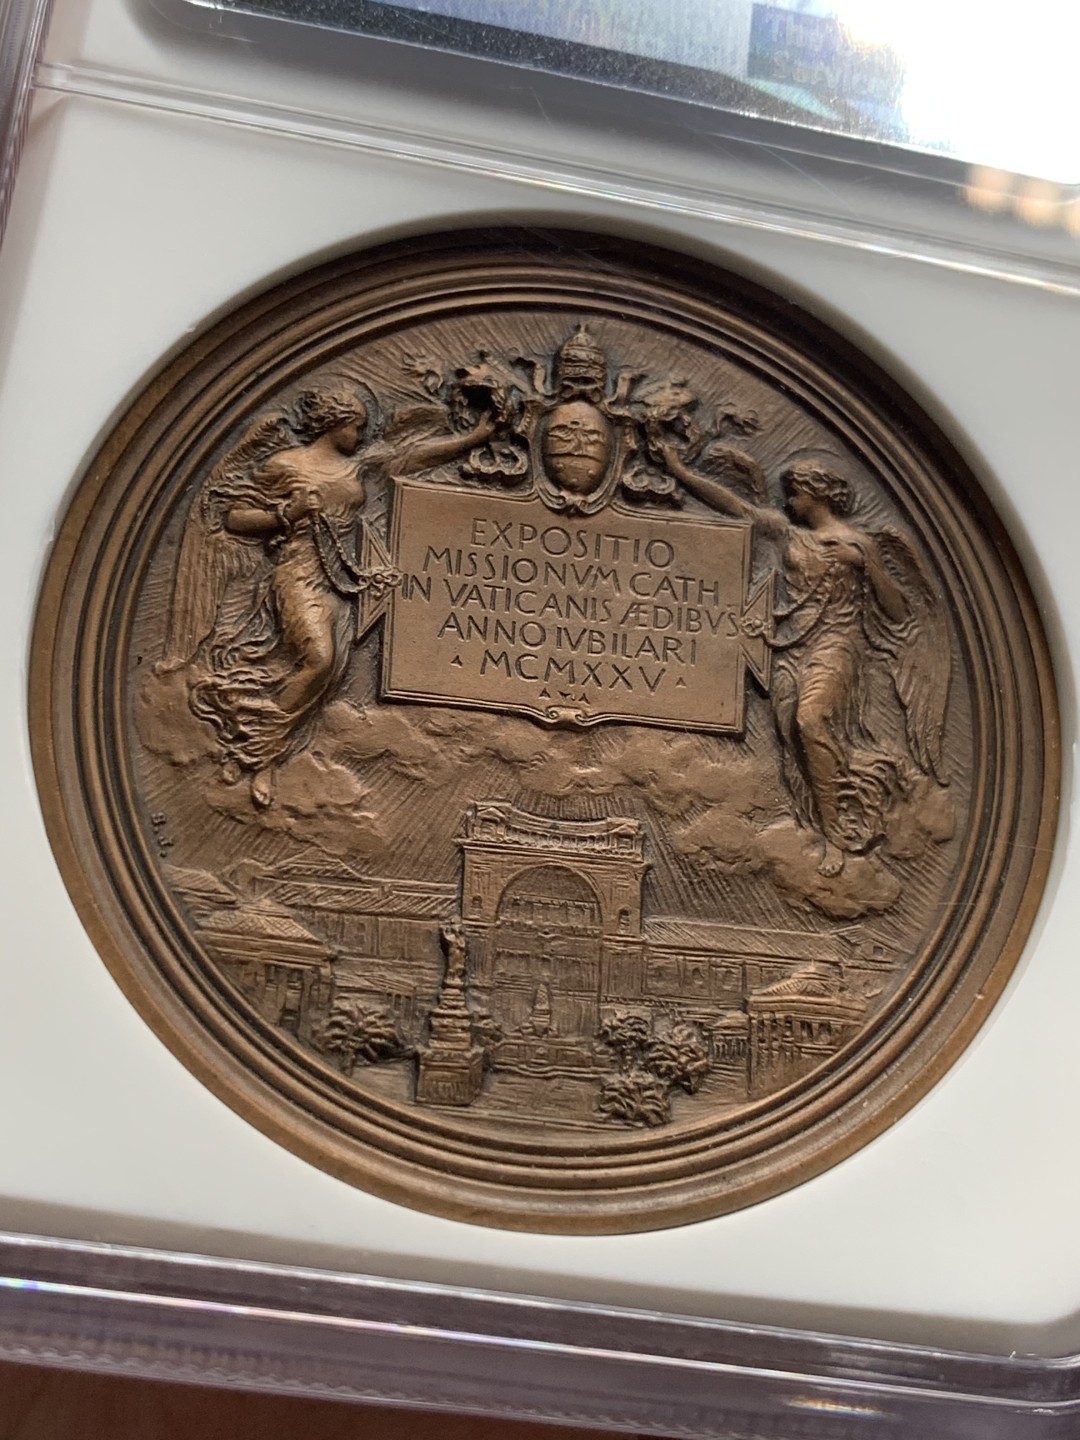 EXPOSITIO
MISSIONVM CATH
IN VATICANIS ÆDIBVS
ANNO IVBILARI
MCMXXV